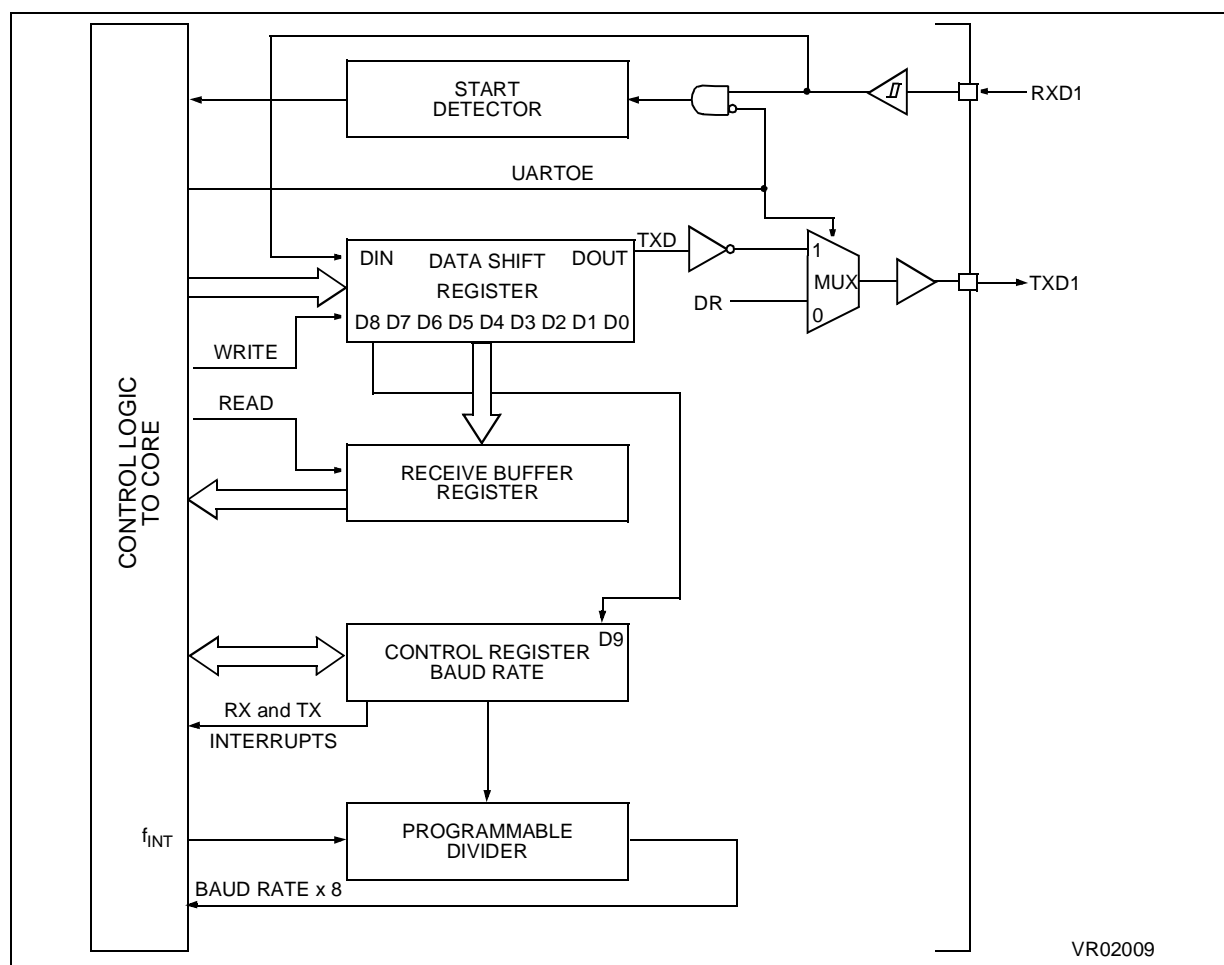 START
DETECTOR
RXD1
UARTOE
TXD
DIN DATA SHIFT DOUT
REGISTER
D8 D7 D6 D5 D4 D3 D2 D1 D0
1
MUX
0
DR
TXD1
WRITE
READ
CONTROL LOGIC
TO CORE
RECEIVE BUFFER
REGISTER
D9
CONTROL REGISTER
BAUD RATE
RX and TX
INTERRUPTS
fINT
PROGRAMMABLE
DIVIDER
BAUD RATE x 8
VR02009